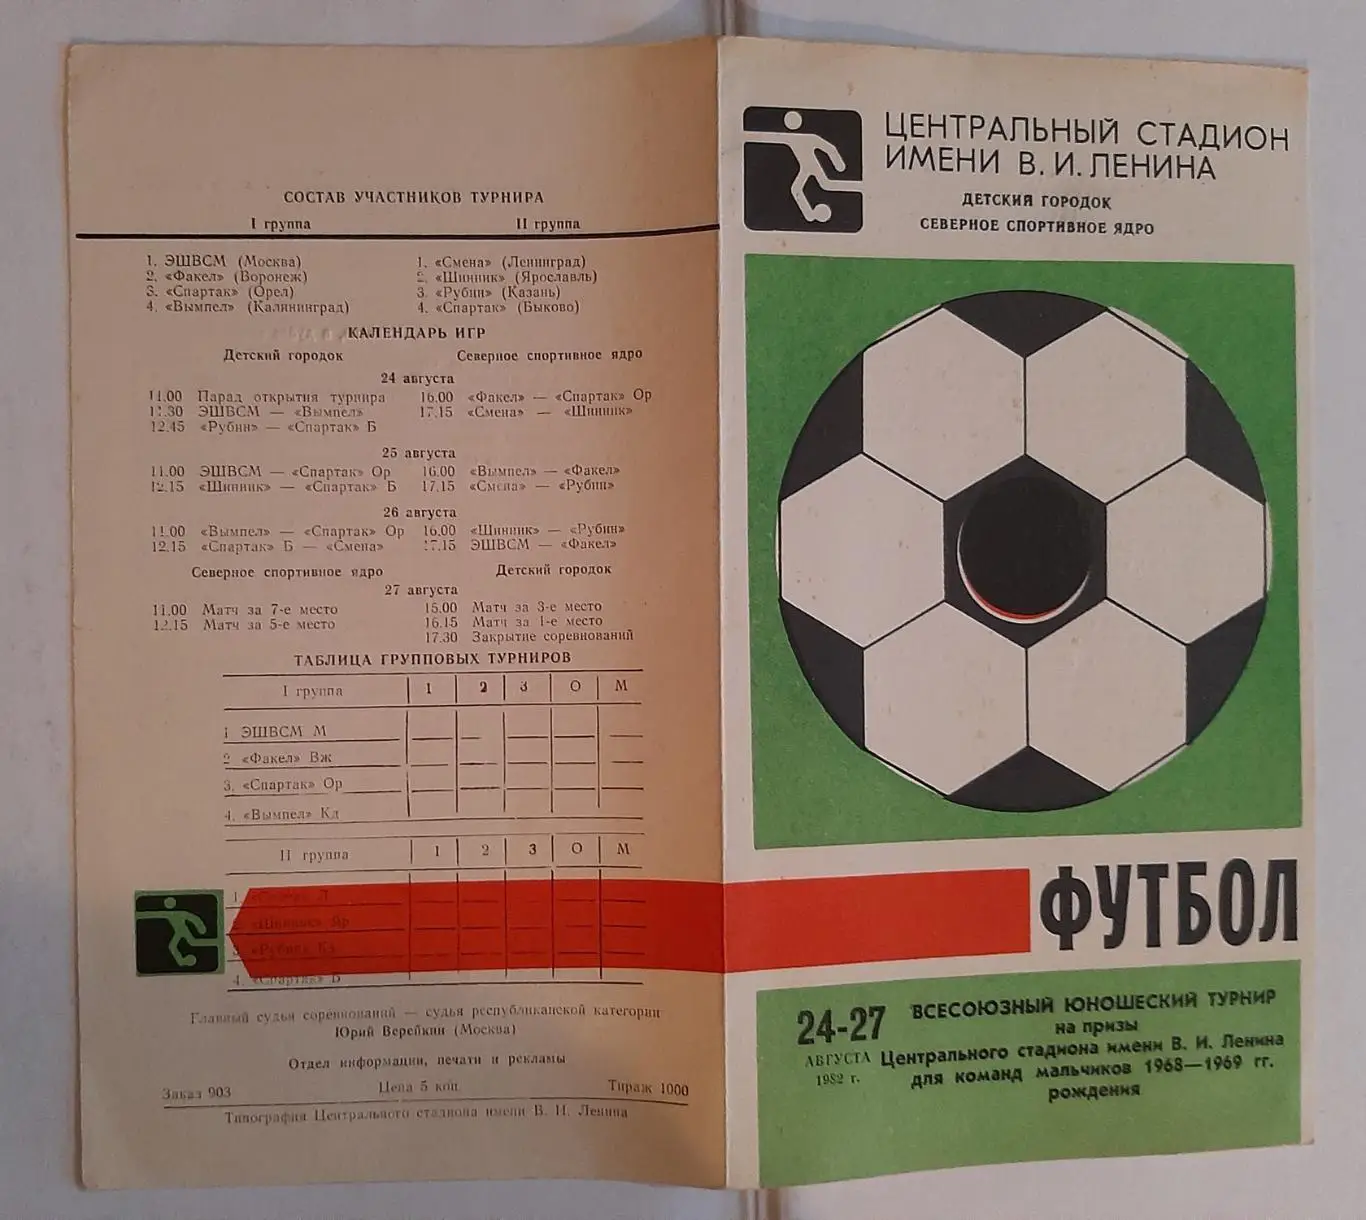 СОСТАВ УЧАСТНИКОВ ТУРНИРА
I группа II группа
1. ЭШВСМ (Москва) 1. «Смена» (Ленинград)
2. «Факел» (Воронеж) 2. «Шинник» (Ярославль)
3. «Спартак» (Орел) 3. «Рубин» (Казань)
4. «Вымпел» (Калининград) 4. «Спартак» (Быково)
КАЛЕНДАРЬ ИГР
Детский городок Северное спортивное ядро
24 августа
11.00 Парад открытия турнира 16.00 «Факел» — «Спартак» Ор
11.30 ЭШВСМ — «Вымпел» 17.15 «Смена» — «Шинник»
12.45 «Рубин» — «Спартак» Б
25 августа
11.00 ЭШВСМ — «Спартак» Ор 16.00 «Вымпел» — «Факел»
12.15 «Шинник» — «Спартак» Б 17.15 «Смена» — «Рубин»
26 августа
11.00 «Вымпел» — «Спартак» Ор 16.00 «Шинник» — «Рубин»
12.15 «Спартак» Б — «Смена» 17.15 ЭШВСМ — «Факел»
Северное спортивное ядро Детский городок
27 августа
11.00 Матч за 7-е место 15.00 Матч за 3-е место
12.15 Матч за 5-е место 16.15 Матч за 1-е место
17.30 Закрытие соревнований
ТАБЛИЦА ГРУППОВЫХ ТУРНИРОВ
I группа 1 2 3 О М
1 ЭШВСМ М
2 «Факел» Вж
3. «Спартак» Ор
4. «Вымпел» Кд
II группа 1 2 3 О М
1. «Смена» Л
2 «Шинник» Яр
3 «Рубин» Кз
4. «Спартак» Б
Главный судья соревнований — судья республиканской категории
Юрий Верейкин (Москва)
Отдел информации, печати и рекламы
Заказ 903 Цена 5 коп Тираж 1000
Типография Центрального стадиона имени В. И. Ленина
ЦЕНТРАЛЬНЫЙ СТАДИОН
ИМЕНИ В. И. ЛЕНИНА
ДЕТСКИЙ ГОРОДОК
СЕВЕРНОЕ СПОРТИВНОЕ ЯДРО
ФУТБОЛ
24-27
АВГУСТА
1982 г.
ВСЕСОЮЗНЫЙ ЮНОШЕСКИЙ ТУРНИР
на призы
Центрального стадиона имени В. И. Ленина
для команд мальчиков 1968—1969 гг.
рождения